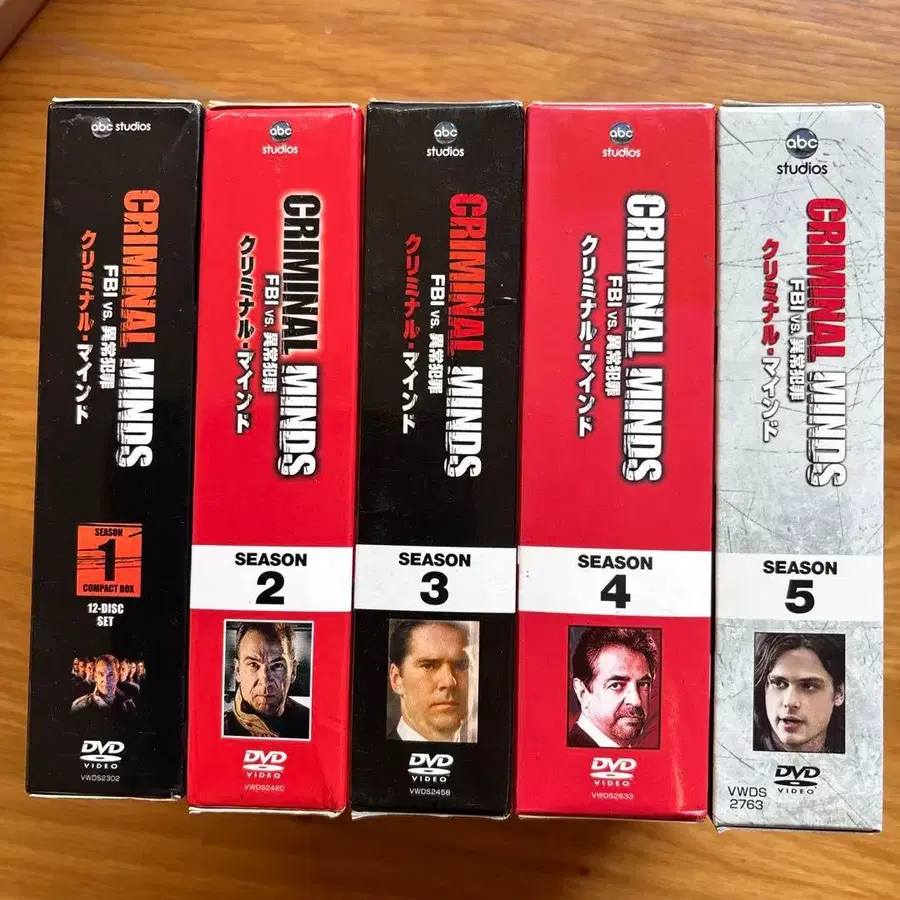 abc studios
CRIMINAL MINDS
FBI vs. 異常犯罪
クリミナル・マインド
SEASON
1
COMPACT BOX
12-DISC
SET
DVD
VIDEO
VWDS2302
abc
studios
CRIMINAL MINDS
FBI vs. 異常犯罪
クリミナル・マインド
SEASON
2
DVD
VIDEO
VWDS2420
abc
studios
CRIMINAL MINDS
FBI vs. 異常犯罪
クリミナル・マインド
SEASON
3
DVD
VIDEO
VWDS2458
abc
studios
CRIMINAL MINDS
FBI vs. 異常犯罪
クリミナル・マインド
SEASON
4
DVD
VIDEO
VWDS2633
abc
studios
CRIMINAL MINDS
FBI vs. 異常犯罪
クリミナル・マインド
SEASON
5
DVD
VIDEO
VWDS
2763